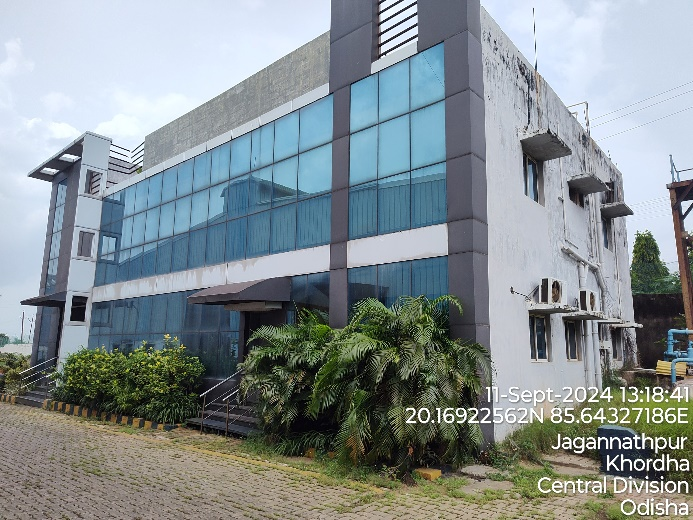 11-Sept-2024 13:18:41
20.16922562N 85.64327186E
Jagannathpur
Khordha
Central Division
Odisha